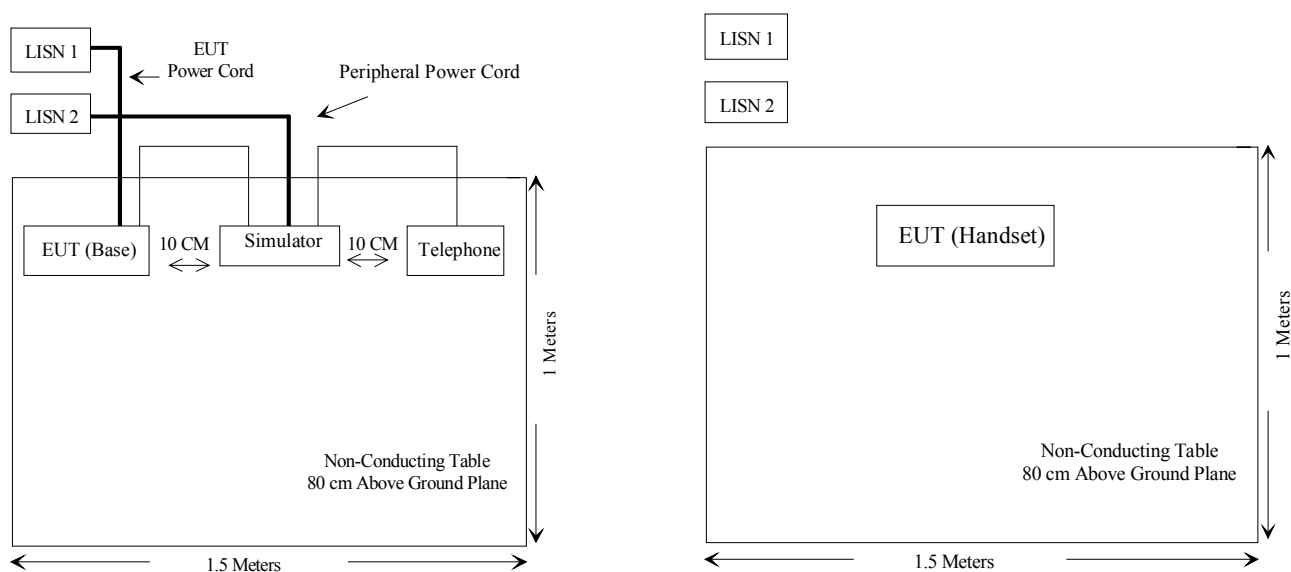 LISN 1
EUT
Power Cord
Peripheral Power Cord
LISN 2
EUT (Base)
10 CM
Simulator
10 CM
Telephone
1 Meters
Non-Conducting Table
80 cm Above Ground Plane
1.5 Meters
LISN 1
LISN 2
EUT (Handset)
1 Meters
Non-Conducting Table
80 cm Above Ground Plane
1.5 Meters